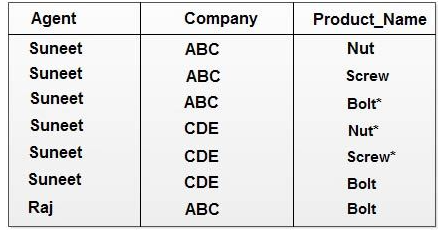 Agent Company Product_Name
Suneet ABC Nut
Suneet ABC Screw
Suneet ABC Bolt*
Suneet CDE Nut*
Suneet CDE Screw*
Suneet CDE Bolt
Raj ABC Bolt